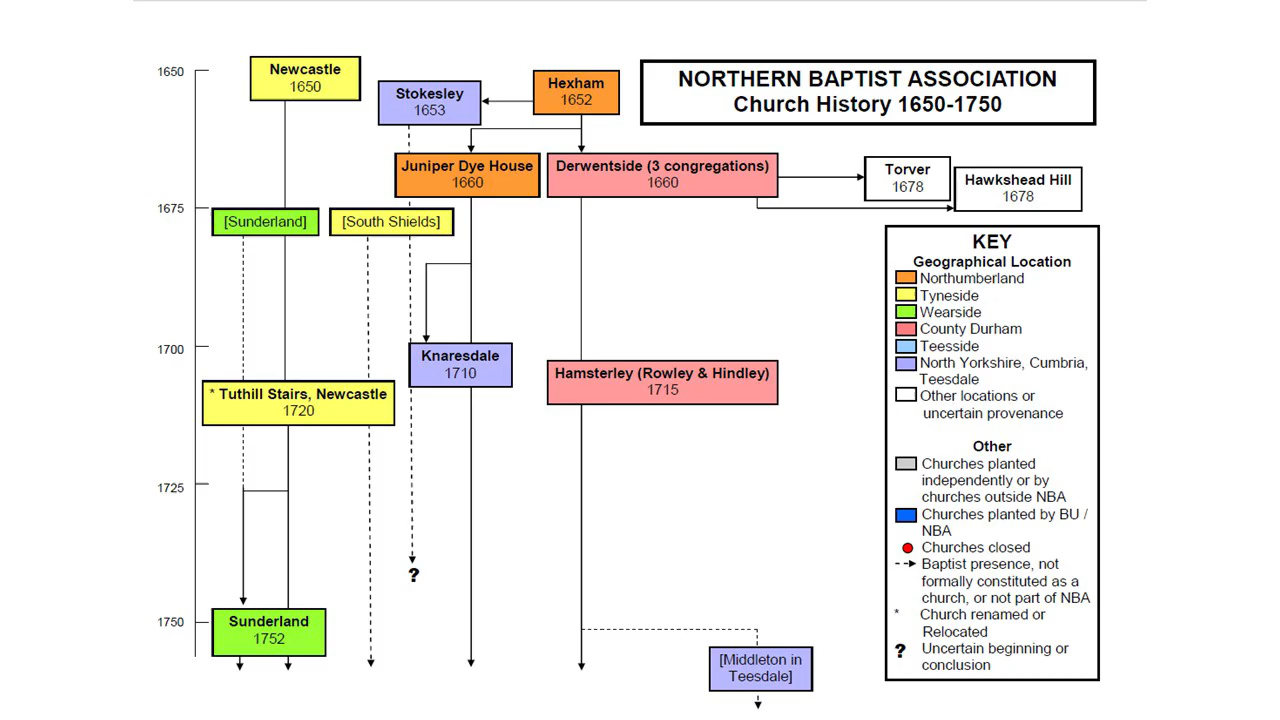 NORTHERN BAPTIST ASSOCIATION
Church History 1650-1750
1650
1675
1700
1725
1750
Newcastle
1650
Stokesley
1653
Hexham
1652
Juniper Dye House
1660
Derwentside (3 congregations)
1660
Torver
1678
Hawkshead Hill
1678
[Sunderland]
[South Shields]
Knaresdale
1710
Hamsterley (Rowley & Hindley)
1715
* Tuthill Stairs, Newcastle
1720
?
Sunderland
1752
[Middleton in
Teesdale]
KEY
Geographical Location
Northumberland
Tyneside
Wearside
County Durham
Teesside
North Yorkshire, Cumbria,
Teesdale
Other locations or
uncertain provenance
Other
Churches planted
independently or by
churches outside NBA
Churches planted by BU /
NBA
Churches closed
Baptist presence, not
formally constituted as a
church, or not part of NBA
* Church renamed or
Relocated
? Uncertain beginning or
conclusion